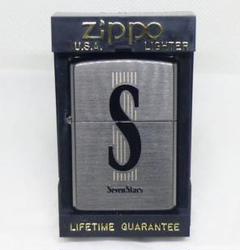 zippo
U.S.A. LIGHTER
S
SevenStars
LIFETIME GUARANTEE